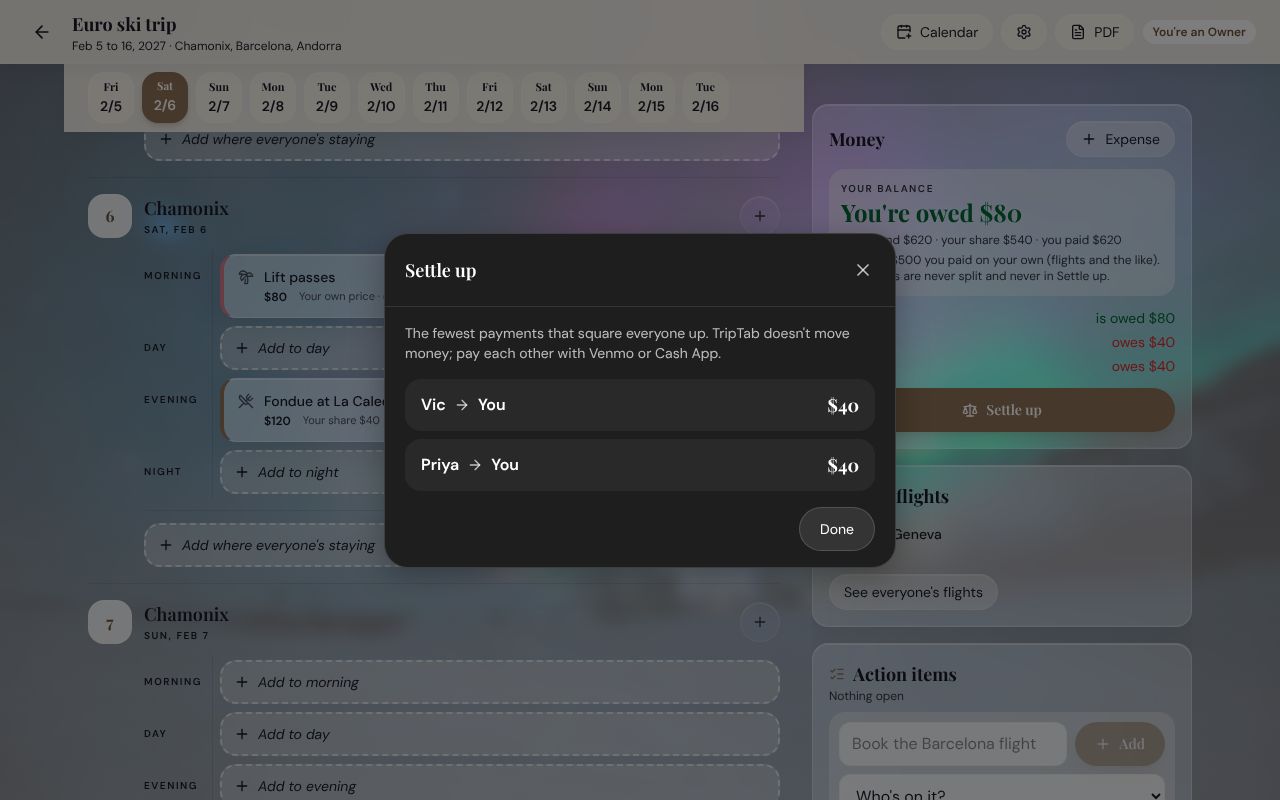 Euro ski trip
Feb 5 to 16, 2027 · Chamonix, Barcelona, Andorra
Calendar
PDF
You're an Owner
Fri 2/5
Sat 2/6
Sun 2/7
Mon 2/8
Tue 2/9
Wed 2/10
Thu 2/11
Fri 2/12
Sat 2/13
Sun 2/14
Mon 2/15
Tue 2/16
Add where everyone's staying
6
Chamonix
SAT, FEB 6
MORNING
Lift passes
$80 Your own price ·
DAY
Add to day
EVENING
Fondue at La
$120 Your share $40
NIGHT
Add to night
Add where everyone's staying
7
Chamonix
SUN, FEB 7
MORNING
Add to morning
DAY
Add to day
EVENING
Add to evening
Settle up
The fewest payments that square everyone up. TripTab doesn't move
money; pay each other with Venmo or Cash App.
Vic → You $40
Priya → You $40
Done
Money
Expense
YOUR BALANCE
You're owed $80
$620 · your share $540 · you paid $620
$500 you paid on your own (flights and the like).
are never split and never in Settle up.
is owed $80
owes $40
owes $40
Settle up
flights
Geneva
See everyone's flights
Action items
Nothing open
Book the Barcelona flight
Add
Who's on it?